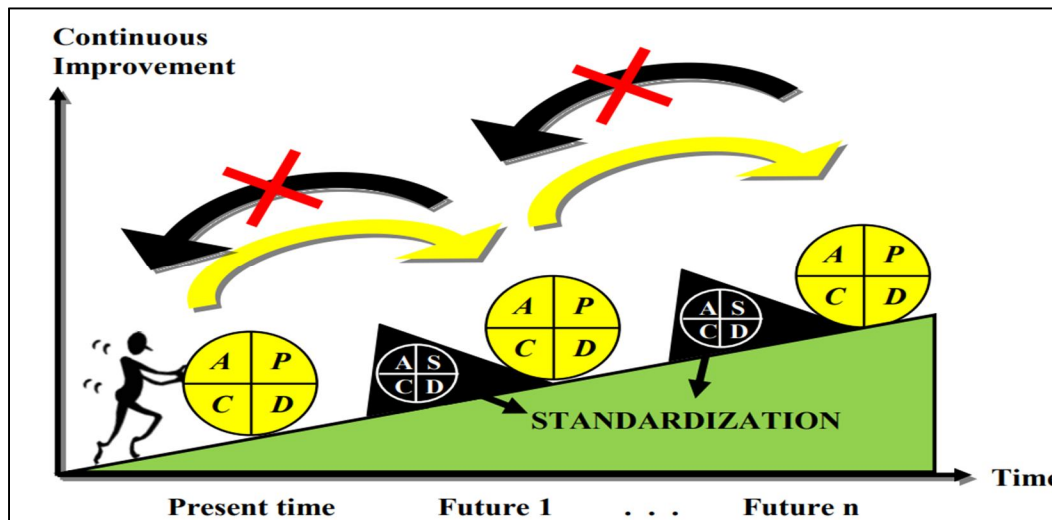 Continuous
Improvement
A P
C D
A S
C D
A P
C D
A S
C D
A P
C D
STANDARDIZATION
Time
Present time Future 1 . . . Future n